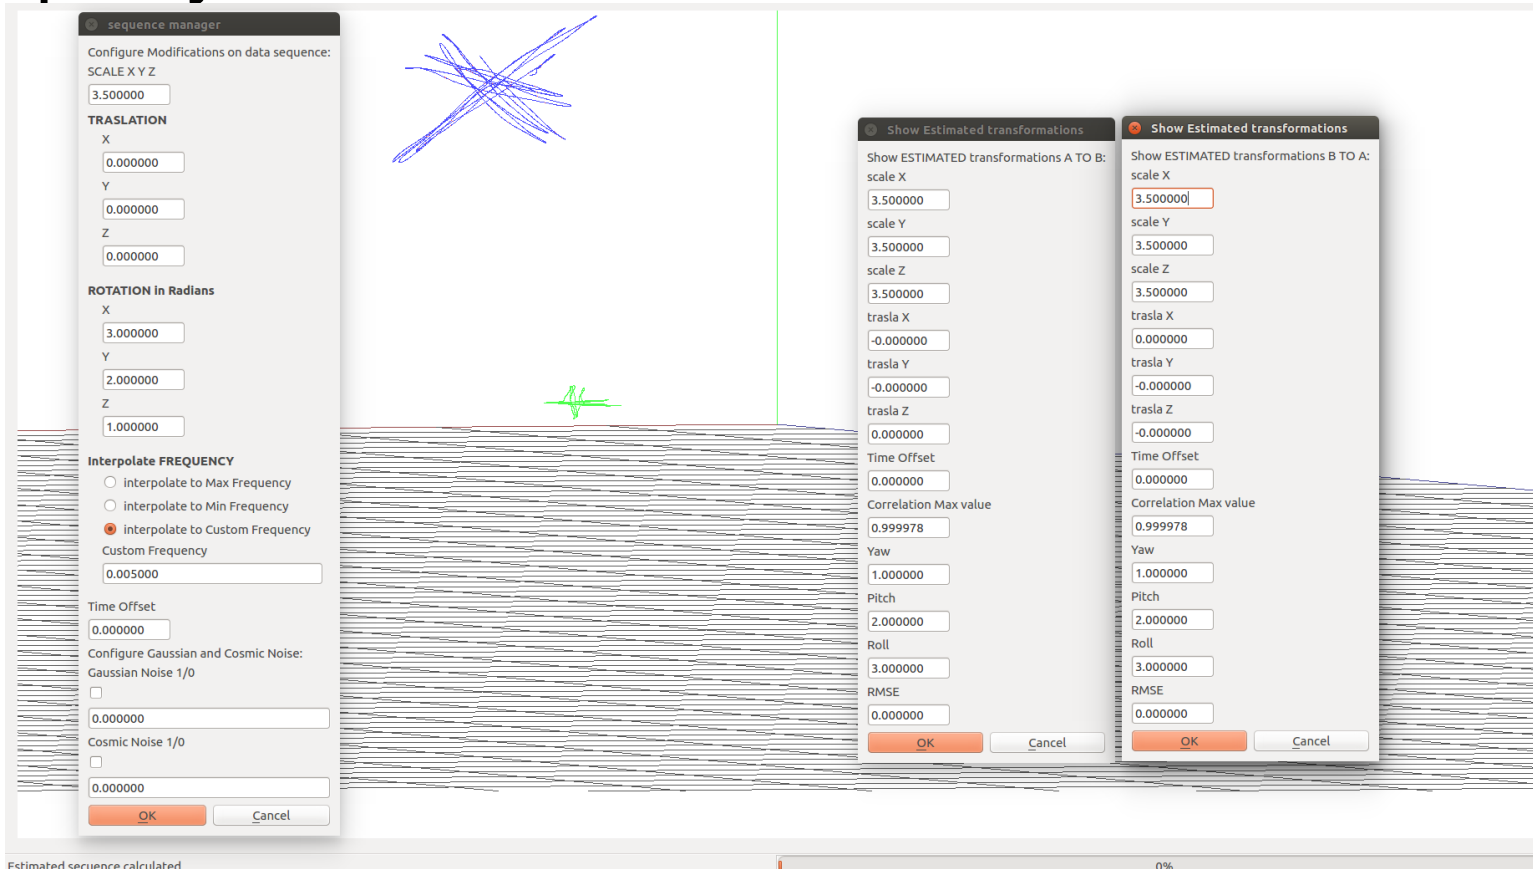 sequence manager
Configure Modifications on data sequence:
SCALE X Y Z
3.500000
TRASLATION
X
0.000000
Y
0.000000
Z
0.000000
ROTATION in Radians
X
3.000000
Y
2.000000
Z
1.000000
Interpolate FREQUENCY
interpolate to Max Frequency
interpolate to Min Frequency
interpolate to Custom Frequency
Custom Frequency
0.005000
Time Offset
0.000000
Configure Gaussian and Cosmic Noise:
Gaussian Noise 1/0
0.000000
Cosmic Noise 1/0
0.000000
OK Cancel
Show Estimated transformations
Show ESTIMATED transformations A TO B:
scale X
3.500000
scale Y
3.500000
scale Z
3.500000
trasla X
-0.000000
trasla Y
-0.000000
trasla Z
0.000000
Time Offset
0.000000
Correlation Max value
0.999978
Yaw
1.000000
Pitch
2.000000
Roll
3.000000
RMSE
0.000000
OK Cancel
Show Estimated transformations
Show ESTIMATED transformations B TO A:
scale X
3.500000
scale Y
3.500000
scale Z
3.500000
trasla X
0.000000
trasla Y
-0.000000
trasla Z
-0.000000
Time Offset
0.000000
Correlation Max value
0.999978
Yaw
1.000000
Pitch
2.000000
Roll
3.000000
RMSE
0.000000
OK Cancel
Estimated secuence calculated
0%